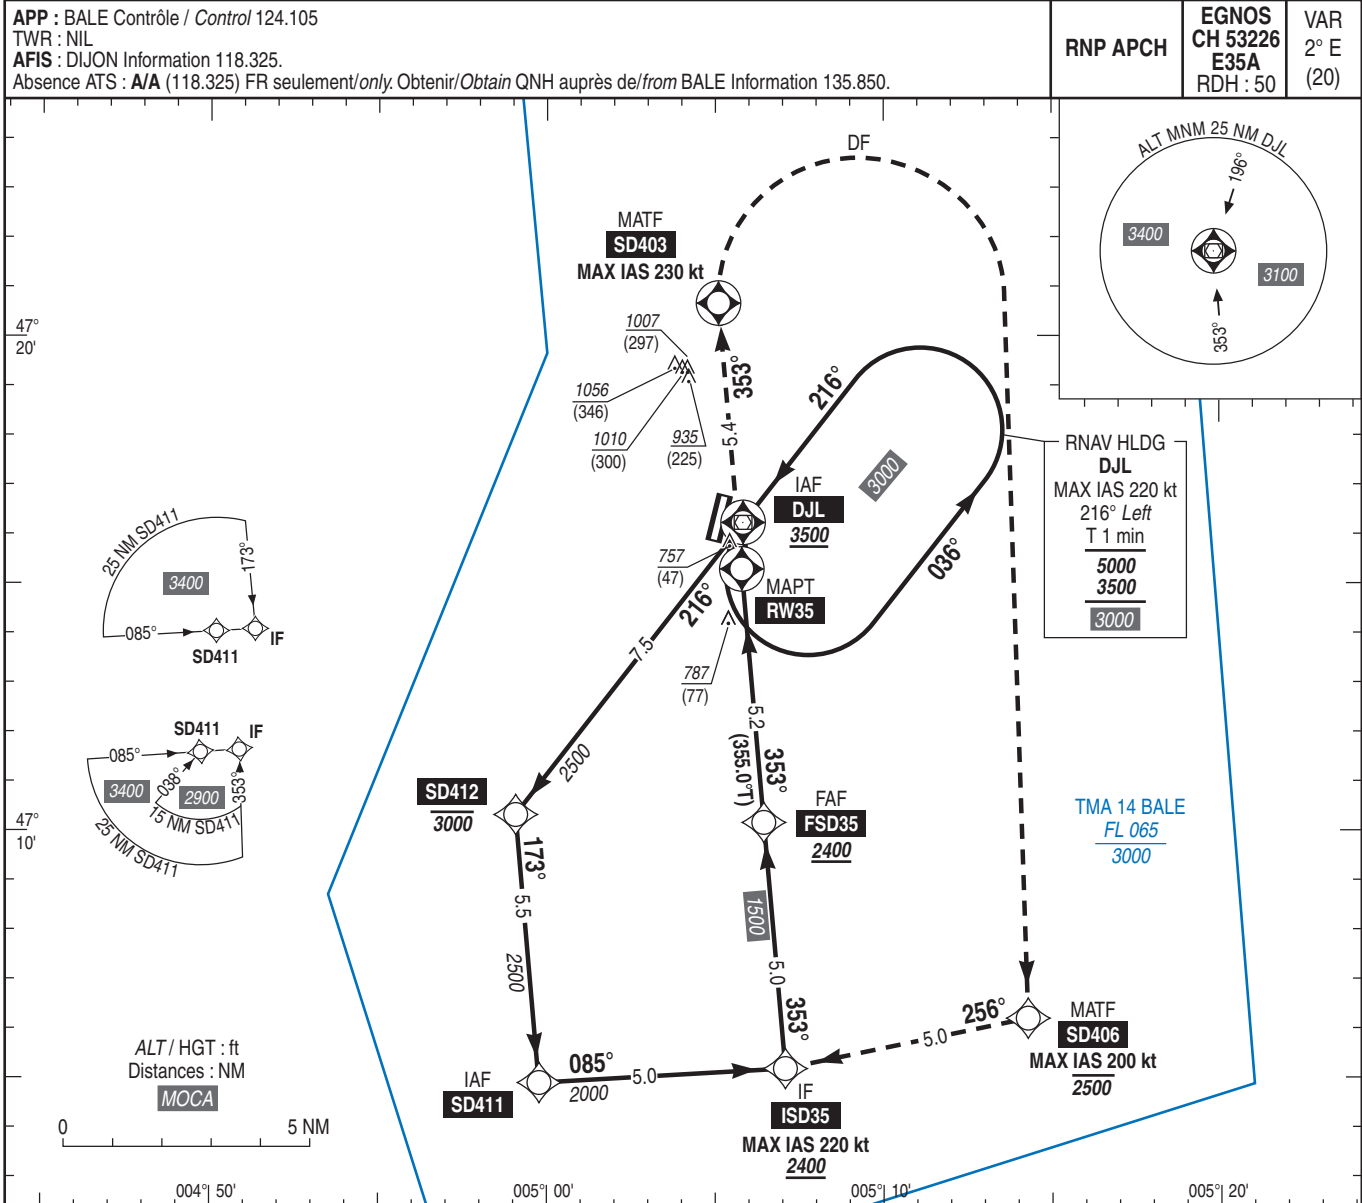 APP : BALE Contrôle / Control 124.105
TWR : NIL
AFIS : DIJON Information 118.325.
Absence ATS : A/A (118.325) FR seulement/only. Obtenir/Obtain QNH auprès de/from BALE Information 135.850.
RNP APCH
EGNOS
CH 53226
E35A
RDH : 50
VAR
2° E
(20)
ALT MNM 25 NM DJL
196°
3400
3100
353°
DF
MATF
SD403
MAX IAS 230 kt
47°
20'
1007
(297)
1056
(346)
1010
(300)
935
(225)
353°
5.4
216°
3000
IAF
DJL
3500
RNAV HLDG
DJL
MAX IAS 220 kt
216° Left
T 1 min
5000
3500
3000
036°
757
(47)
MAPT
RW35
216°
7.5
2500
787
(77)
25 NM SD411
173°
3400
085°
IF
SD411
SD411
IF
085°
038°
353°
3400
2900
15 NM SD411
25 NM SD411
5.2
(355.0°T)
353°
SD412
3000
FAF
FSD35
2400
47°
10'
TMA 14 BALE
FL 065
3000
173°
5.5
2500
1500
5.0
353°
256°
5.0
MATF
SD406
MAX IAS 200 kt
2500
ALT / HGT : ft
Distances : NM
MOCA
0
5 NM
IAF
SD411
085°
5.0
2000
IF
ISD35
MAX IAS 220 kt
2400
004° 50'
005° 00'
005° 10'
005° 20'